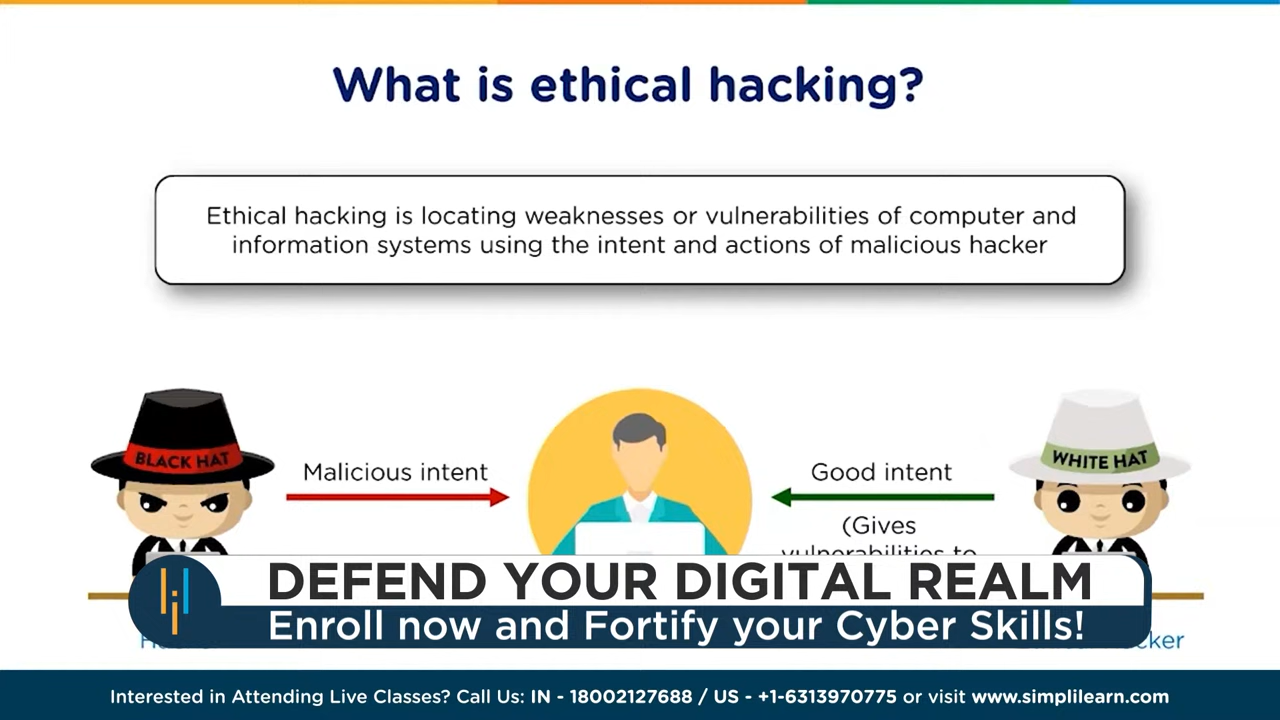 What is ethical hacking?
Ethical hacking is locating weaknesses or vulnerabilities of computer and
information systems using the intent and actions of malicious hacker
BLACK HAT
Malicious intent
Good intent
WHITE HAT
(Gives
vulnerabilities to
DEFEND YOUR DIGITAL REALM
Enroll now and Fortify your Cyber Skills!
Interested in Attending Live Classes? Call Us: IN - 18002127688 / US - +1-6313970775 or visit www.simplilearn.com